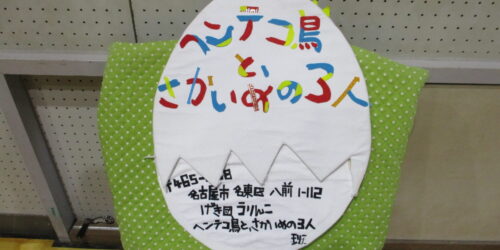 ヘンテコ鳥
と、
さかいめの3人
〒465-
名古屋市 名東区 八前 1-112
げき団 うりんこ
ヘンテコ鳥と、さかいめの3人